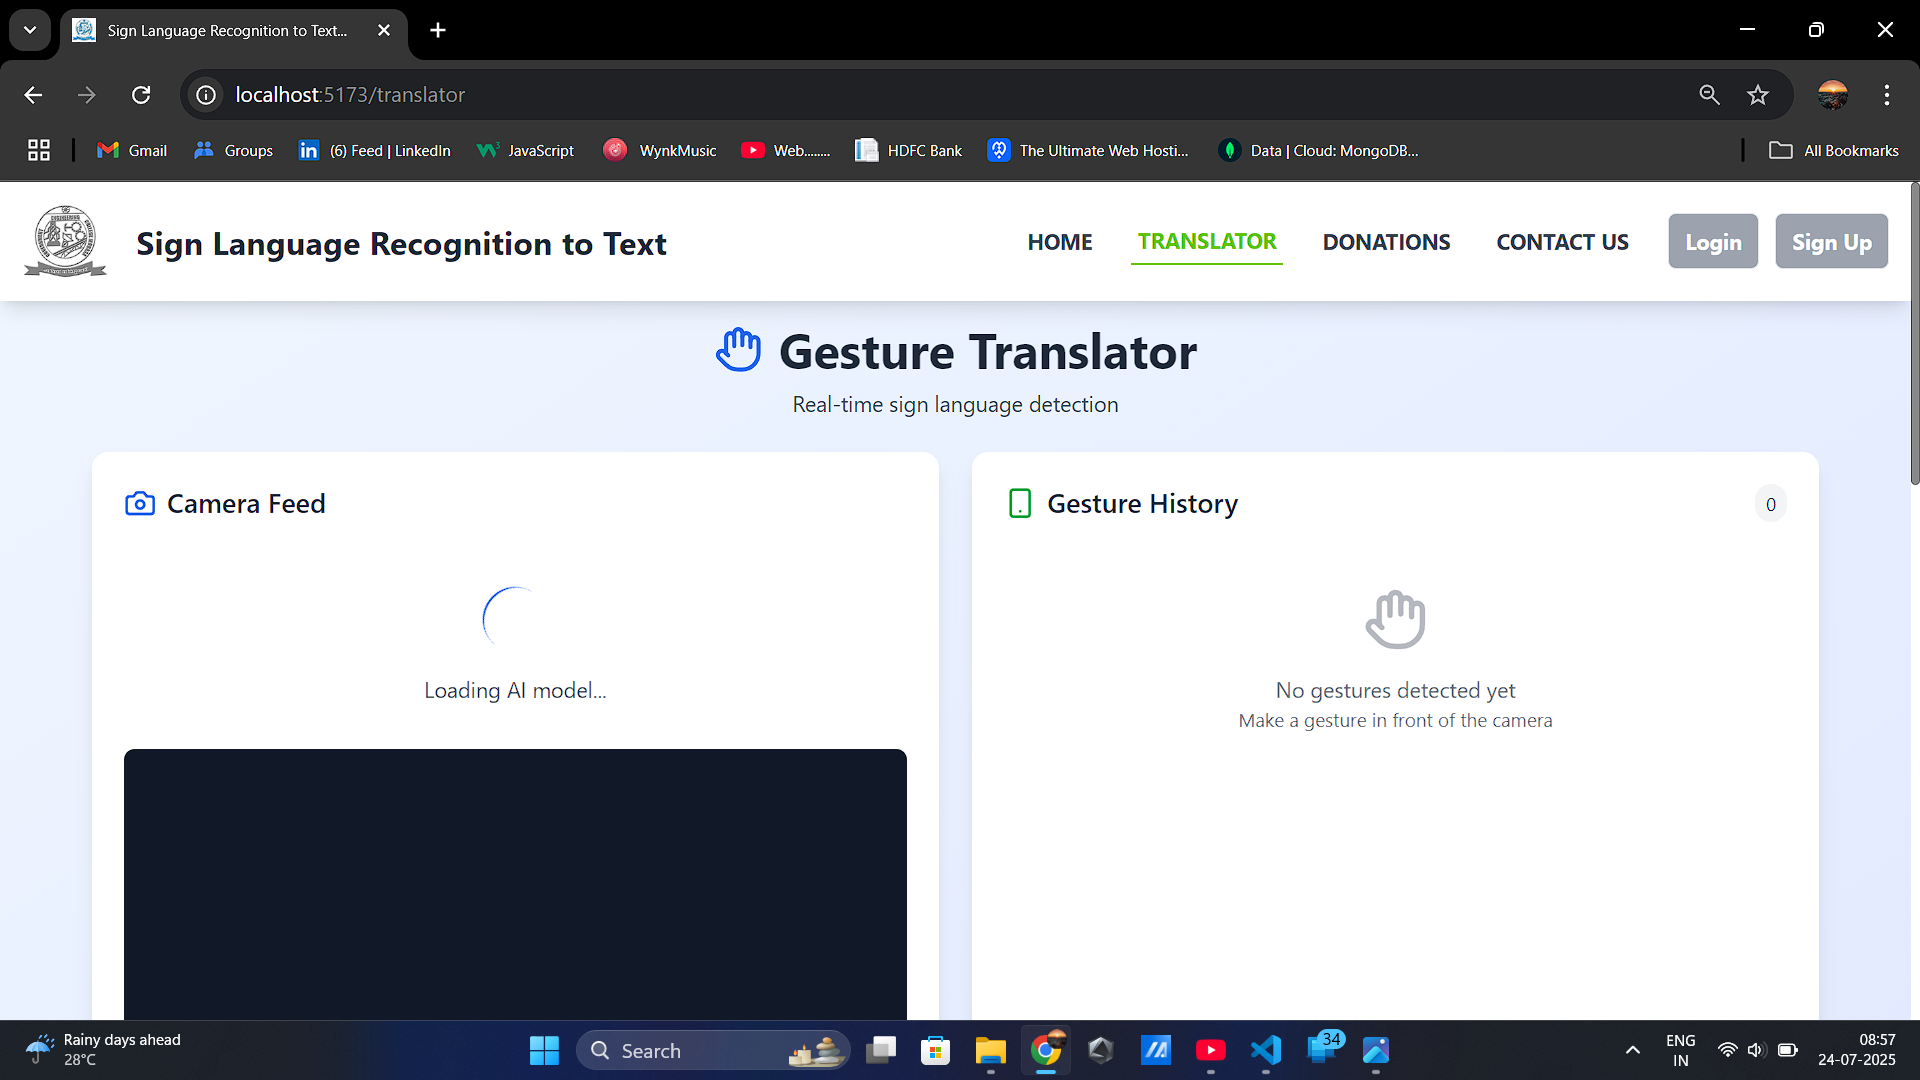 Sign Language Recognition to Text...
localhost:5173/translator
Gmail
Groups
(6) Feed | LinkedIn
JavaScript
WynkMusic
Web........
HDFC Bank
The Ultimate Web Hosti...
Data | Cloud: MongoDB...
All Bookmarks
Sign Language Recognition to Text
HOME
TRANSLATOR
DONATIONS
CONTACT US
Login
Sign Up
Gesture Translator
Real-time sign language detection
Camera Feed
Loading AI model...
Gesture History
0
No gestures detected yet
Make a gesture in front of the camera
Rainy days ahead
28°C
Search
34
ENG
IN
08:57
24-07-2025